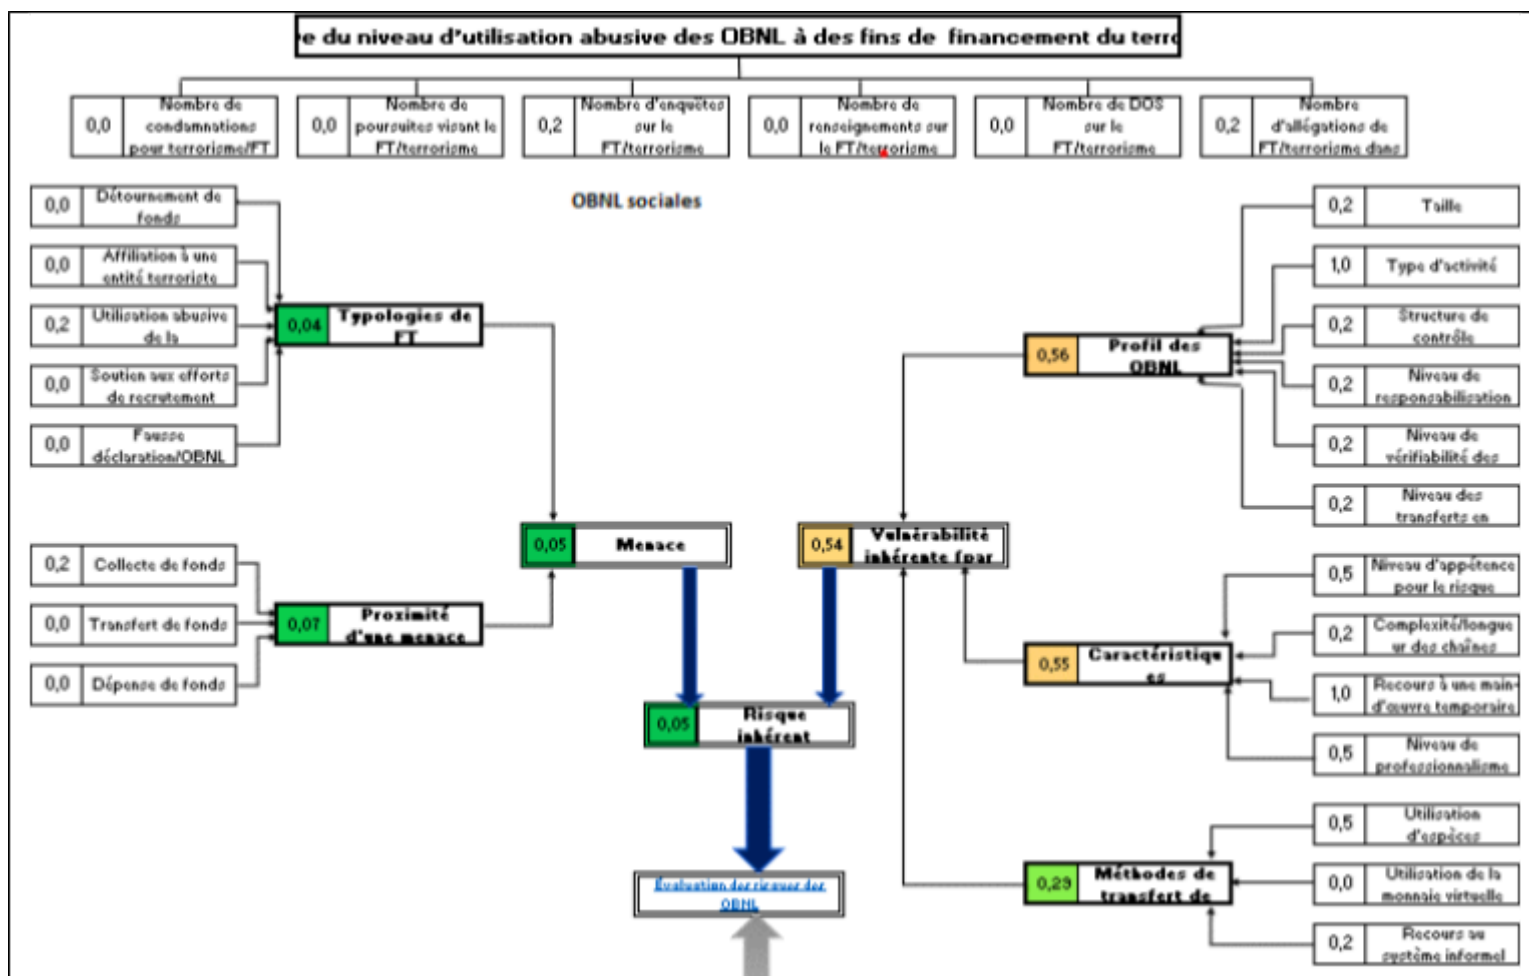 e du niveau d'utilisation abusive des OBNL à des fins de financement du terro
0,0 Nombre de
condamnations
pour terrorisme/FT
0,0 Nombre de
poursuites visant le
FT/terrorisme
0,2 Nombre d'enquêtes
sur le
FT/terrorisme
0,0 Nombre de
renseignements sur
le FT/terrorisme
0,0 Nombre de DOS
sur le
FT/terrorisme
0,2 Nombre
d'allégations de
FT/terrorisme dans
OBNL sociales
0,0 Détournement de
fonds
0,0 Affiliation à une
entité terroriste
0,2 Utilisation abusive
de la
0,0 Soutien aux efforts
de recrutement
0,0 Fausse
déclaration/OBNL
0,04 Typologies de
FT
0,2 Collecte de fonds
0,0 Transfert de fonds
0,0 Dépense de fonds
0,07 Proximité
d'une menace
0,05 Menace
0,54 Vulnérabilité
inhérente (par
0,05 Risque
inhérent
Évaluation des risques des
OBNL
0,56 Profil des
OBNL
0,2 Taille
1,0 Type d'activité
0,2 Structure de
contrôle
0,2 Niveau de
responsabilisation
0,2 Niveau de
vérifiabilité des
0,2 Niveau des
transferts en
0,55 Caractéristiqu
es
0,5 Niveau d'appétence
pour le risque
0,2 Complexité/longue
ur des chaînes
1,0 Recours à une main-
d'œuvre temporaire
0,5 Niveau de
professionnalisme
0,29 Méthodes de
transfert de
0,5 Utilisation
d'espèces
0,0 Utilisation de la
monnaie virtuelle
0,2 Recours au
système informel